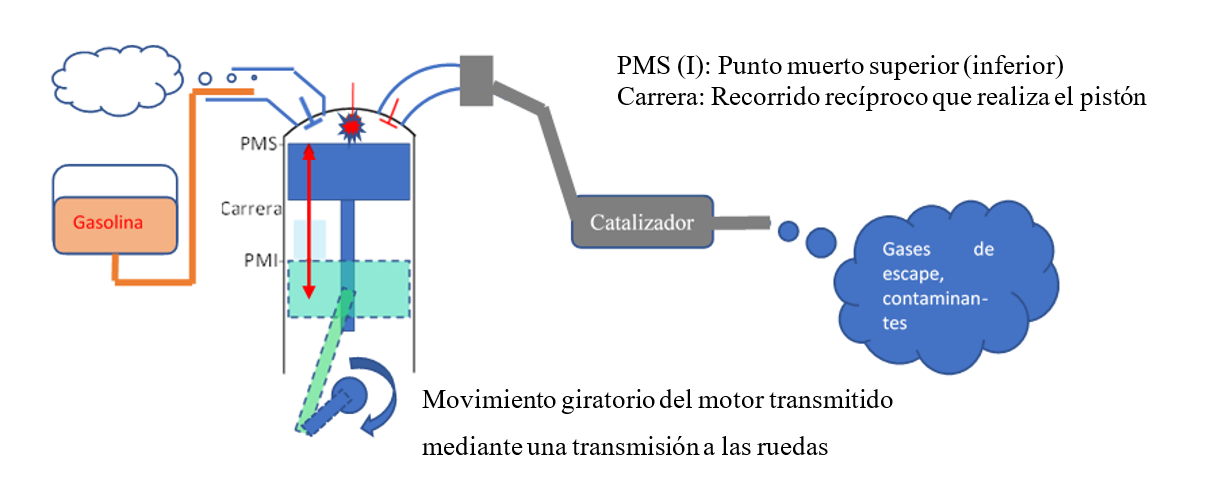 PMS (I): Punto muerto superior (inferior)
Carrera: Recorrido recíproco que realiza el pistón
PMS
Carrera
PMI
Gasolina
Catalizador
Gases de
escape,
contaminan-
tes
Movimiento giratorio del motor transmitido
mediante una transmisión a las ruedas